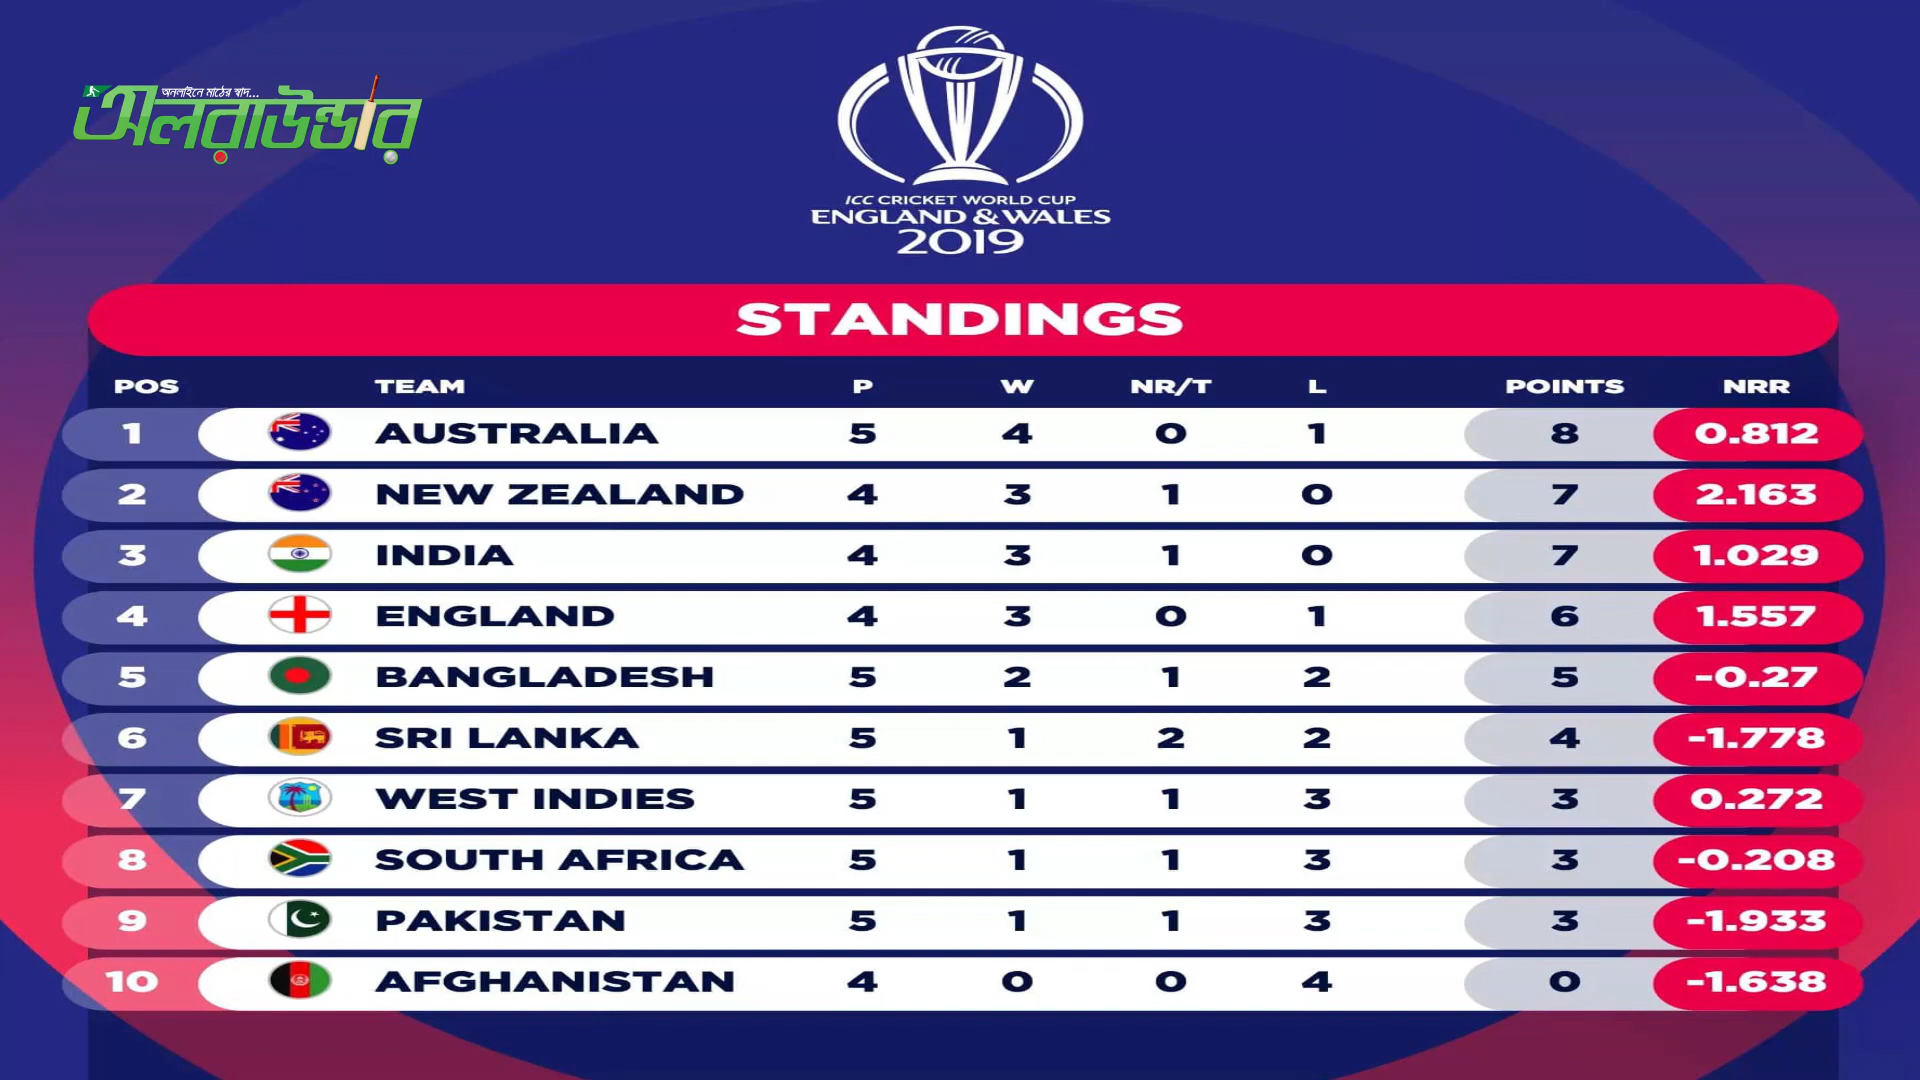 অনলাইনে মাঠের স্বাদ...
অলরাউন্ডার
ICC CRICKET WORLD CUP
ENGLAND & WALES
2019
STANDINGS
POS TEAM P W NR/T L POINTS NRR
1 AUSTRALIA 5 4 0 1 8 0.812
2 NEW ZEALAND 4 3 1 0 7 2.163
3 INDIA 4 3 1 0 7 1.029
4 ENGLAND 4 3 0 1 6 1.557
5 BANGLADESH 5 2 1 2 5 -0.27
6 SRI LANKA 5 1 2 2 4 -1.778
7 WEST INDIES 5 1 1 3 3 0.272
8 SOUTH AFRICA 5 1 1 3 3 -0.208
9 PAKISTAN 5 1 1 3 3 -1.933
10 AFGHANISTAN 4 0 0 4 0 -1.638